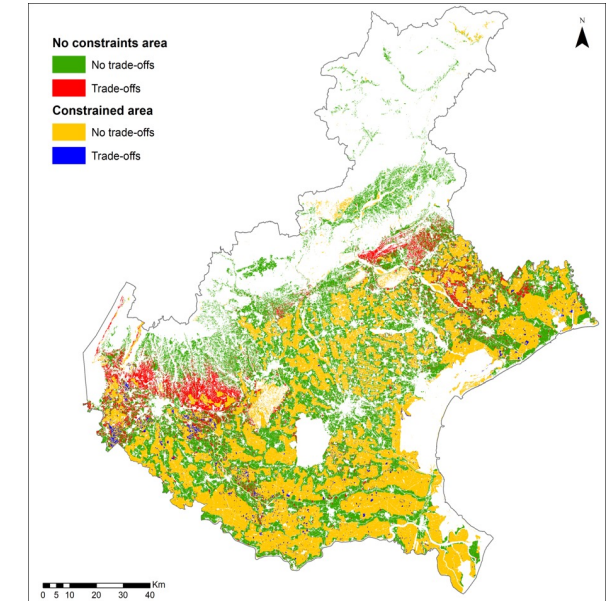 N
No constraints area
No trade-offs
Trade-offs
Constrained area
No trade-offs
Trade-offs
Km
0 5 10 20 30 40